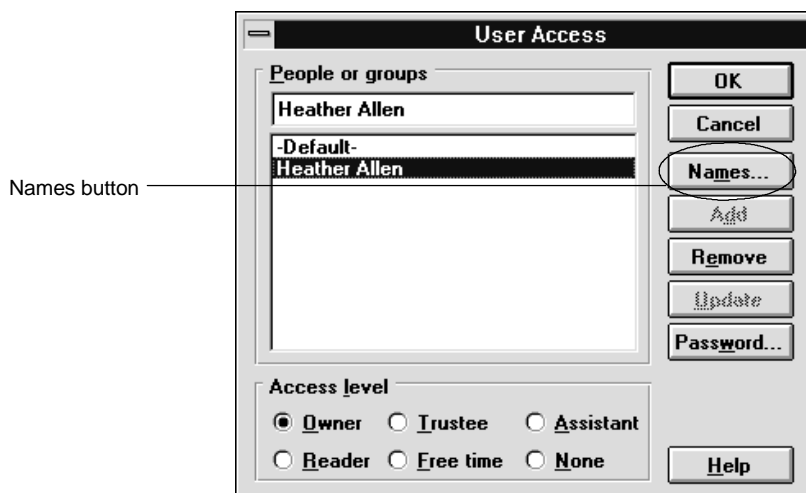 User Access
People or groups
Heather Allen
-Default-
Heather Allen
OK
Cancel
Names...
Add
Remove
Update
Password...
Names button
Access level
Owner Trustee Assistant
Reader Free time None
Help